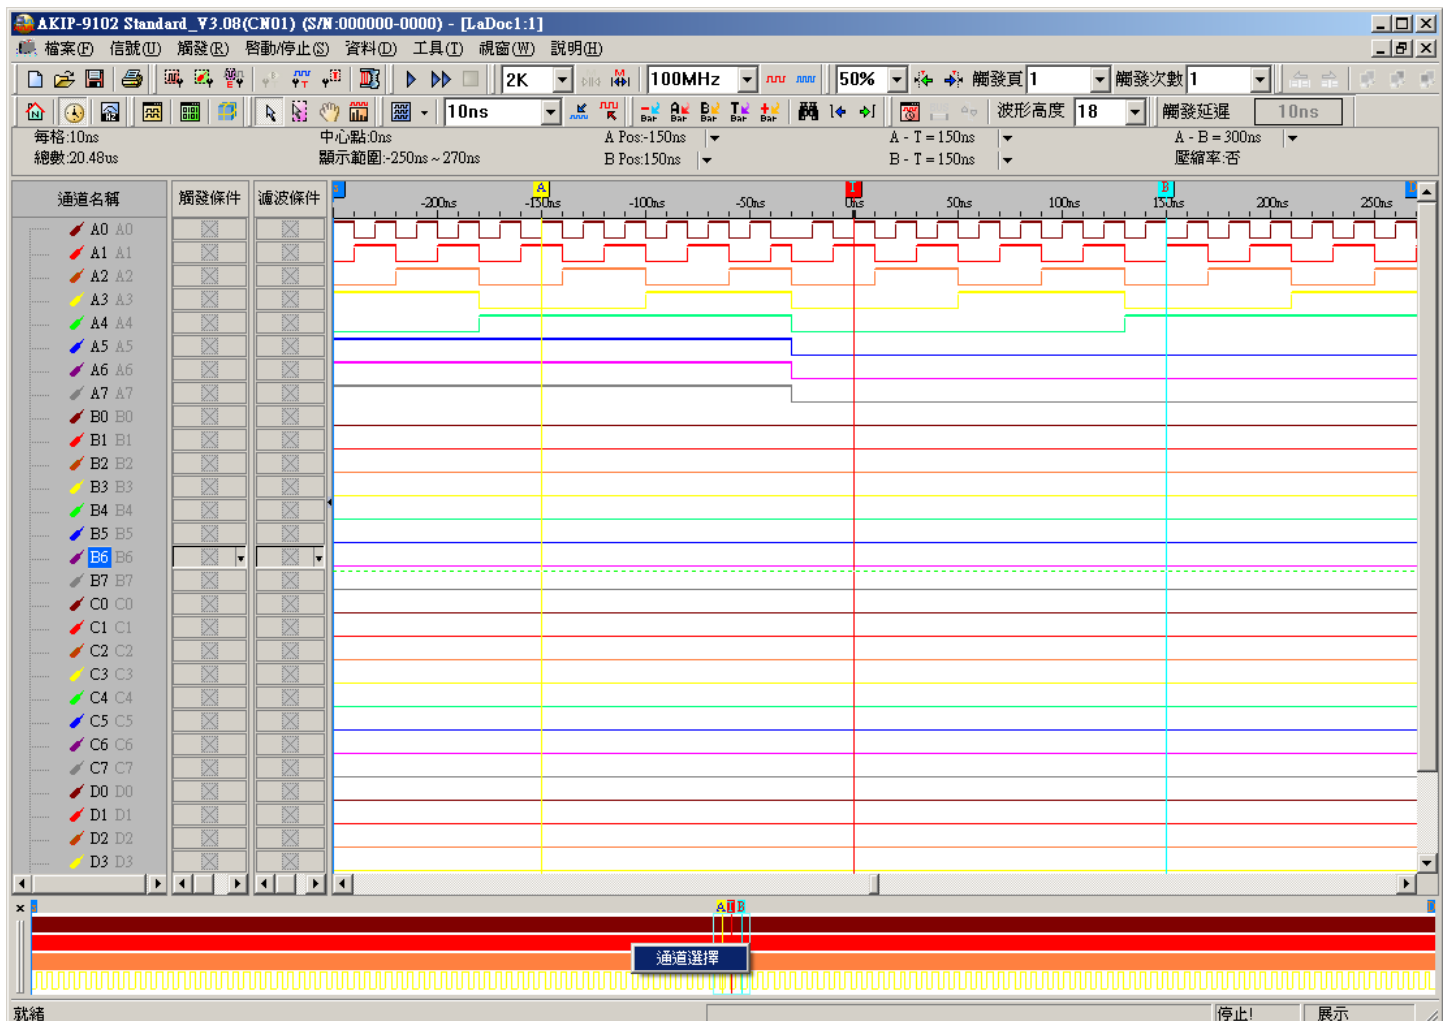 AKIP-9102 Standard_V3.08(CN01) (S/N:000000-0000) - [LaDoc1:1]
檔案(F) 信號(U) 觸發(R) 啓動/停止(S) 資料(D) 工具(T) 視窗(W) 説明(H)
2K 100MHz 50% 觸發頁 1 觸發次數 1
10ns Bar Bar Bar Bar Bar 波形高度 18 觸發延遲 10ns
每格:10ns 中心點:0ns A Pos:-150ns A - T = 150ns A - B = 300ns
總數:20.48us 顯示範圍:-250ns ~ 270ns B Pos:150ns B - T = 150ns 壓縮率:否
通道名稱 觸發條件 濾波條件
A T B
-200ns -150ns -100ns -50ns 0ns 50ns 100ns 150ns 200ns 250ns
A0 A0
A1 A1
A2 A2
A3 A3
A4 A4
A5 A5
A6 A6
A7 A7
B0 B0
B1 B1
B2 B2
B3 B3
B4 B4
B5 B5
B6 B6
B7 B7
C0 C0
C1 C1
C2 C2
C3 C3
C4 C4
C5 C5
C6 C6
C7 C7
D0 D0
D1 D1
D2 D2
D3 D3
A T B D
通道選擇
就緒 停止! 展示